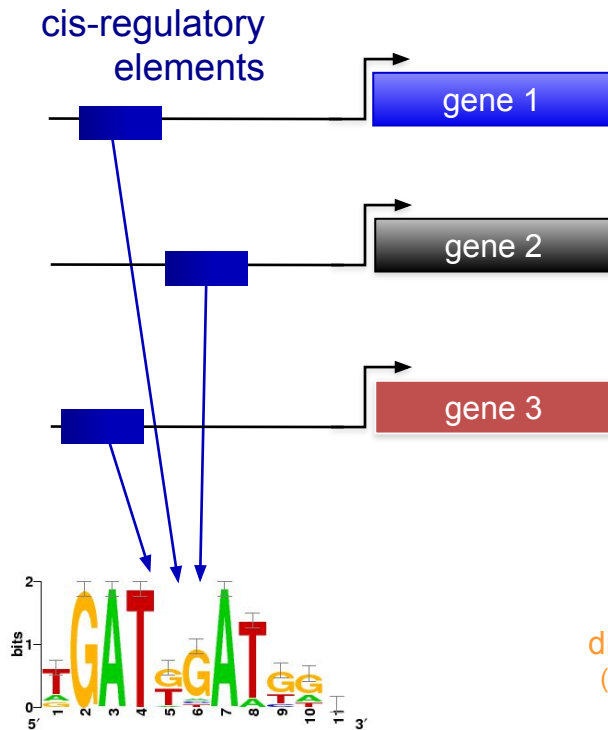 cis-regulatory
elements
gene 1
gene 2
gene 3
2
bits
1
0
TGATGGATGG
5′ 1 2 3 4 5 6 7 8 9 10 11 3′
d
(